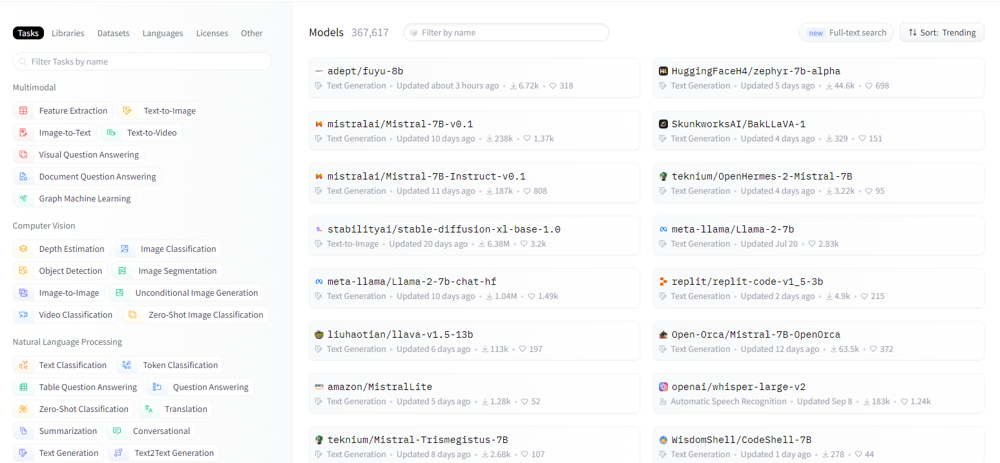 Tasks Libraries Datasets Languages Licenses Other
Filter Tasks by name
Multimodal
Feature Extraction Text-to-Image
Image-to-Text Text-to-Video
Visual Question Answering
Document Question Answering
Graph Machine Learning
Computer Vision
Depth Estimation Image Classification
Object Detection Image Segmentation
Image-to-Image Unconditional Image Generation
Video Classification Zero-Shot Image Classification
Natural Language Processing
Text Classification Token Classification
Table Question Answering Question Answering
Zero-Shot Classification Translation
Summarization Conversational
Text Generation Text2Text Generation
Models 367,617 Filter by name new Full-text search Sort: Trending
adept/fuyu-8b
Text Generation • Updated about 3 hours ago • 6.72k • 318
H4 HuggingFaceH4/zephyr-7b-alpha
Text Generation • Updated 5 days ago • 44.6k • 698
mistralai/Mistral-7B-v0.1
Text Generation • Updated 10 days ago • 238k • 1.37k
SkunkworksAI/BakLLaVA-1
Text Generation • Updated 4 days ago • 329 • 151
mistralai/Mistral-7B-Instruct-v0.1
Text Generation • Updated 11 days ago • 187k • 808
teknium/OpenHermes-2-Mistral-7B
Text Generation • Updated 4 days ago • 3.22k • 95
s. stabilityai/stable-diffusion-xl-base-1.0
Text-to-Image • Updated 20 days ago • 6.38M • 3.2k
meta-llama/Llama-2-7b
Text Generation • Updated Jul 20 • 2.83k
meta-llama/Llama-2-7b-chat-hf
Text Generation • Updated 10 days ago • 1.04M • 1.49k
replit/replit-code-v1_5-3b
Text Generation • Updated 2 days ago • 4.9k • 215
liuhaotian/llava-v1.5-13b
Text Generation • Updated 6 days ago • 113k • 197
Open-Orca/Mistral-7B-OpenOrca
Text Generation • Updated 12 days ago • 63.5k • 372
aws amazon/MistralLite
Text Generation • Updated 5 days ago • 1.28k • 52
openai/whisper-large-v2
Automatic Speech Recognition • Updated Sep 8 • 183k • 1.24k
teknium/Mistral-Trismegistus-7B
Text Generation • Updated 8 days ago • 2.68k • 107
WisdomShell/CodeShell-7B
Text Generation • Updated 1 day ago • 278 • 44